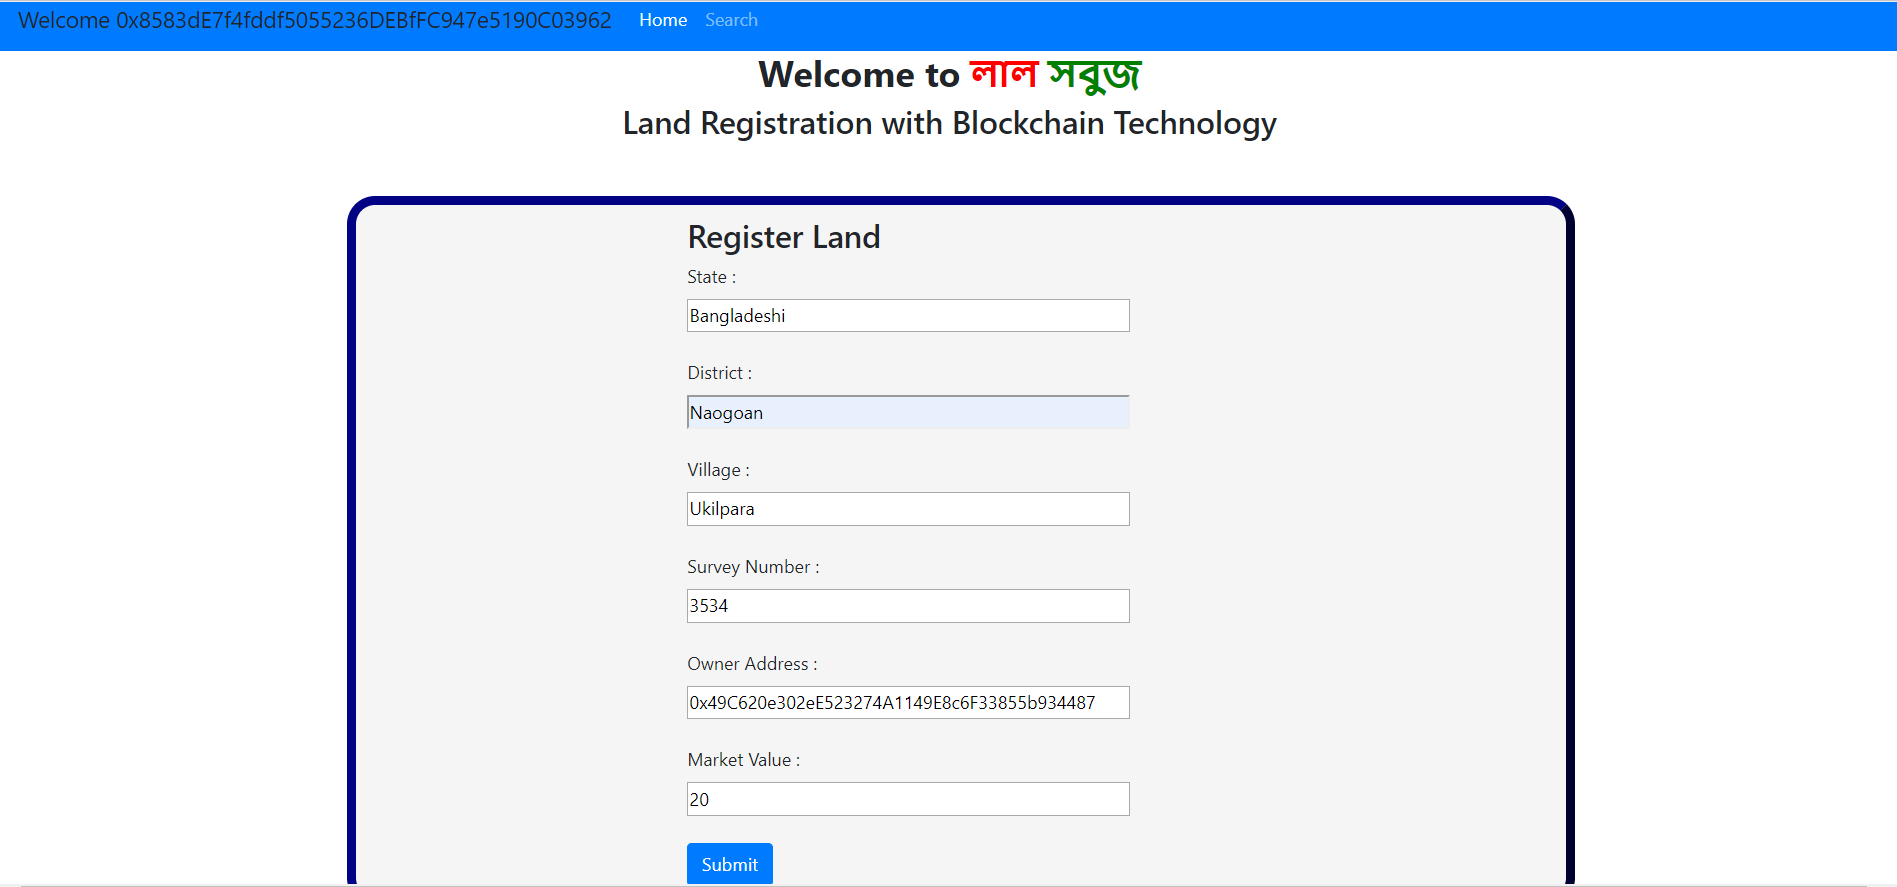 Welcome 0x8583dE7f4fddf5055236DEBfFC947e5190C03962 Home Search
Welcome to লাল সবুজ
Land Registration with Blockchain Technology
Register Land
State :
Bangladeshi
District :
Naogoan
Village :
Ukilpara
Survey Number :
3534
Owner Address :
0x49C620e302eE523274A1149E8c6F33855b934487
Market Value :
20
Submit